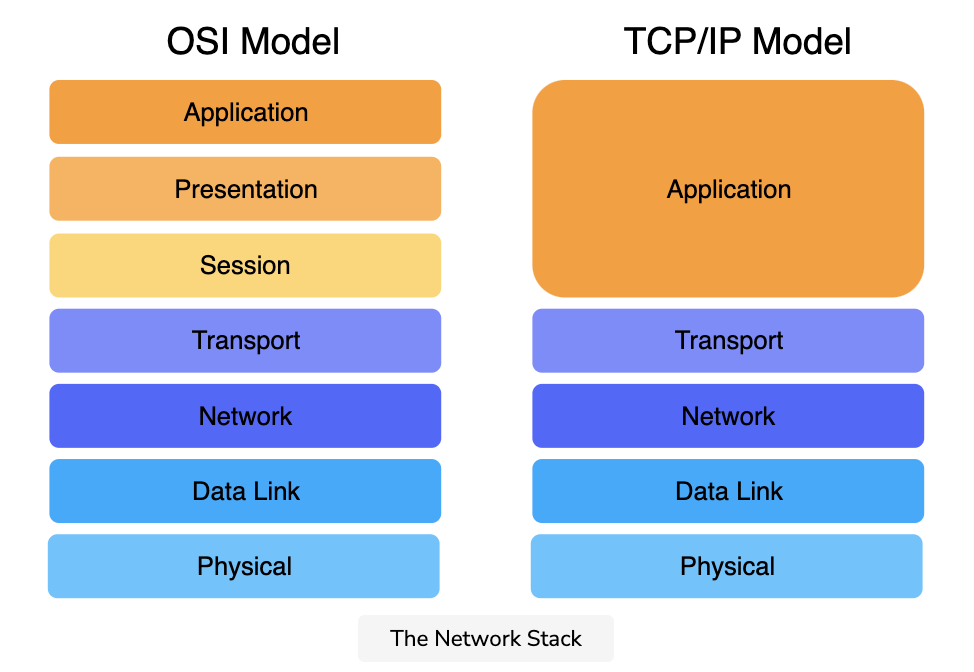 OSI Model
TCP/IP Model
Application
Presentation
Session
Transport
Network
Data Link
Physical
Application
Transport
Network
Data Link
Physical
The Network Stack